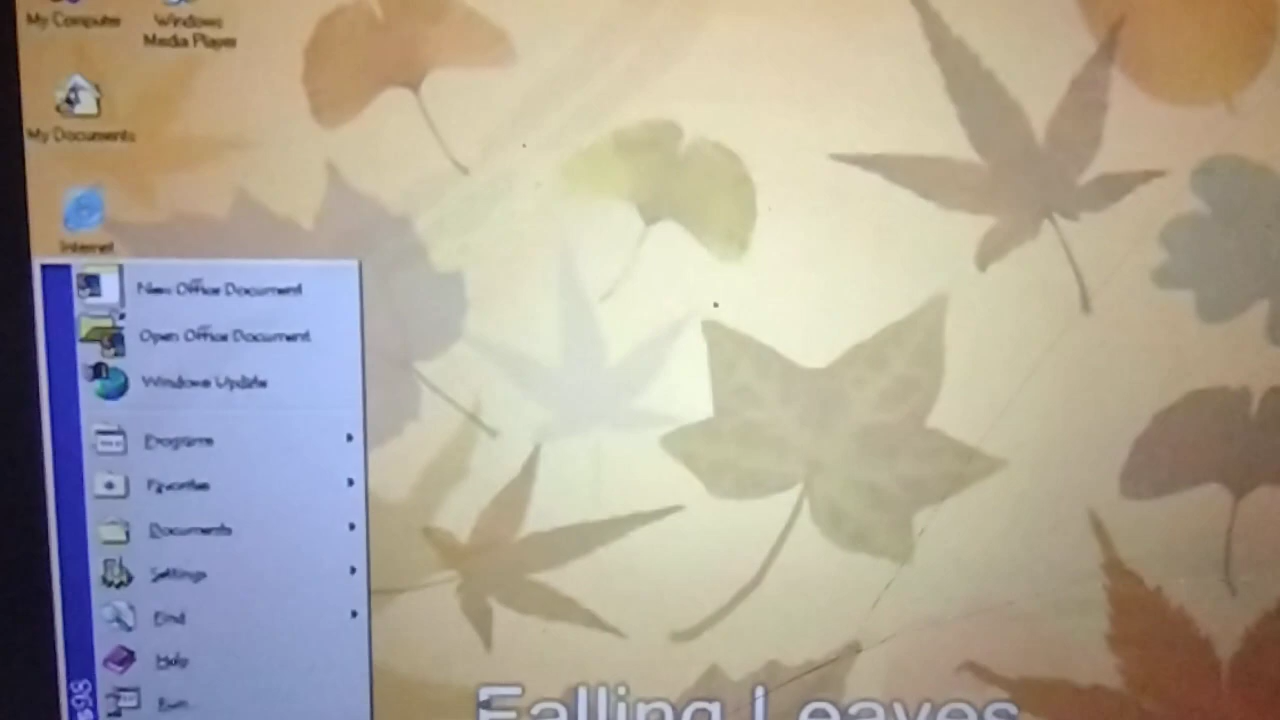 My Computer
Windows
Media Player
My Documents
Internet
New Office Document
Open Office Document
Windows Update
Programs
Favorites
Documents
Settings
Find
Help
Run...
s98
Falling Leaves